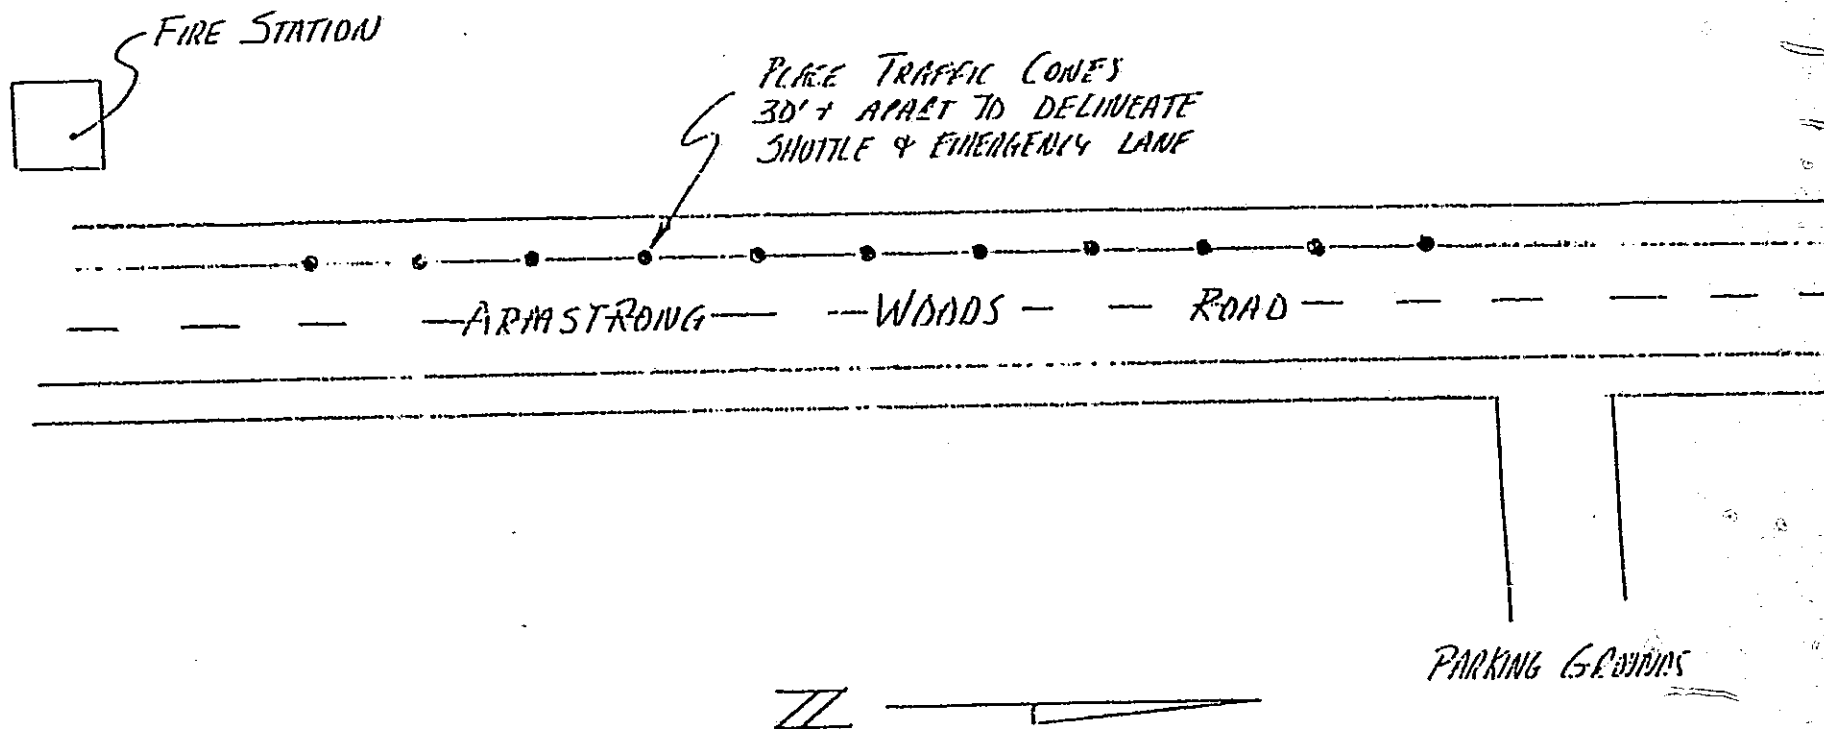 FIRE STATION
PLACE TRAFFIC CONES
30' ± APART TO DELINEATE
SHUTTLE & EMERGENCY LANE
ARMSTRONG WOODS ROAD
PARKING GROUNDS
N